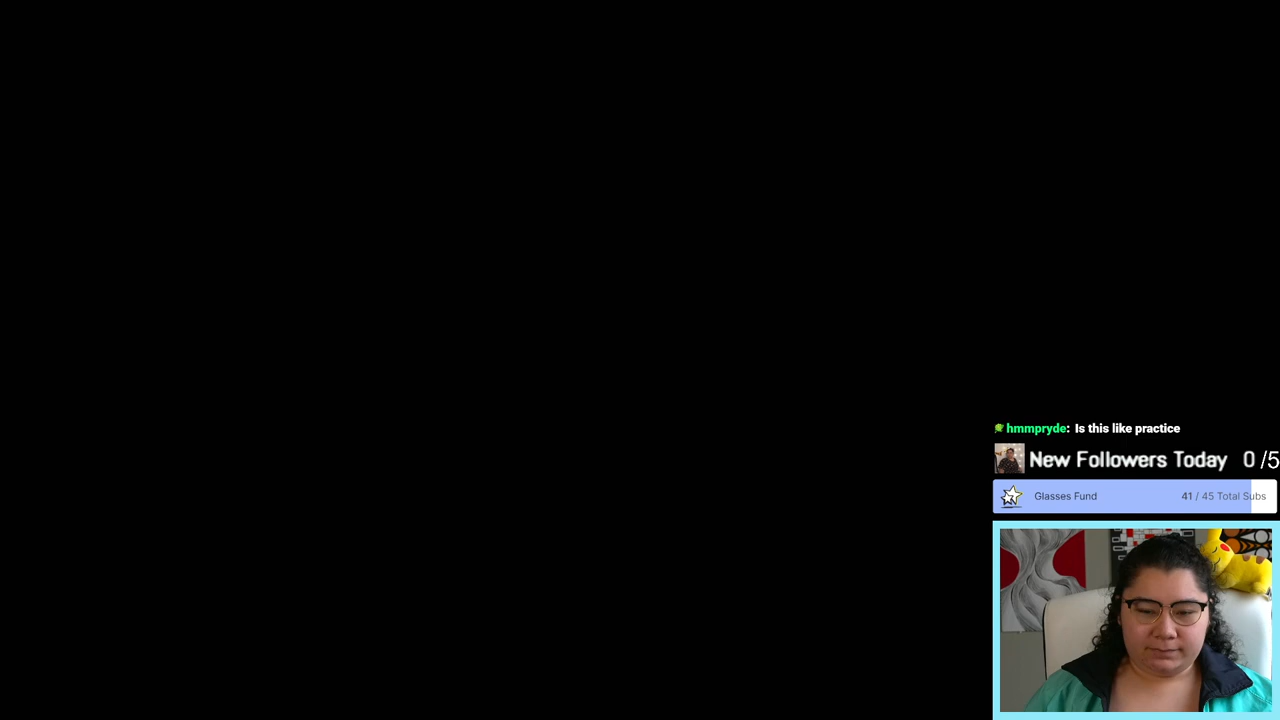 hmmpryde: Is this like practice
New Followers Today 0 /5
Glasses Fund 41 / 45 Total Subs